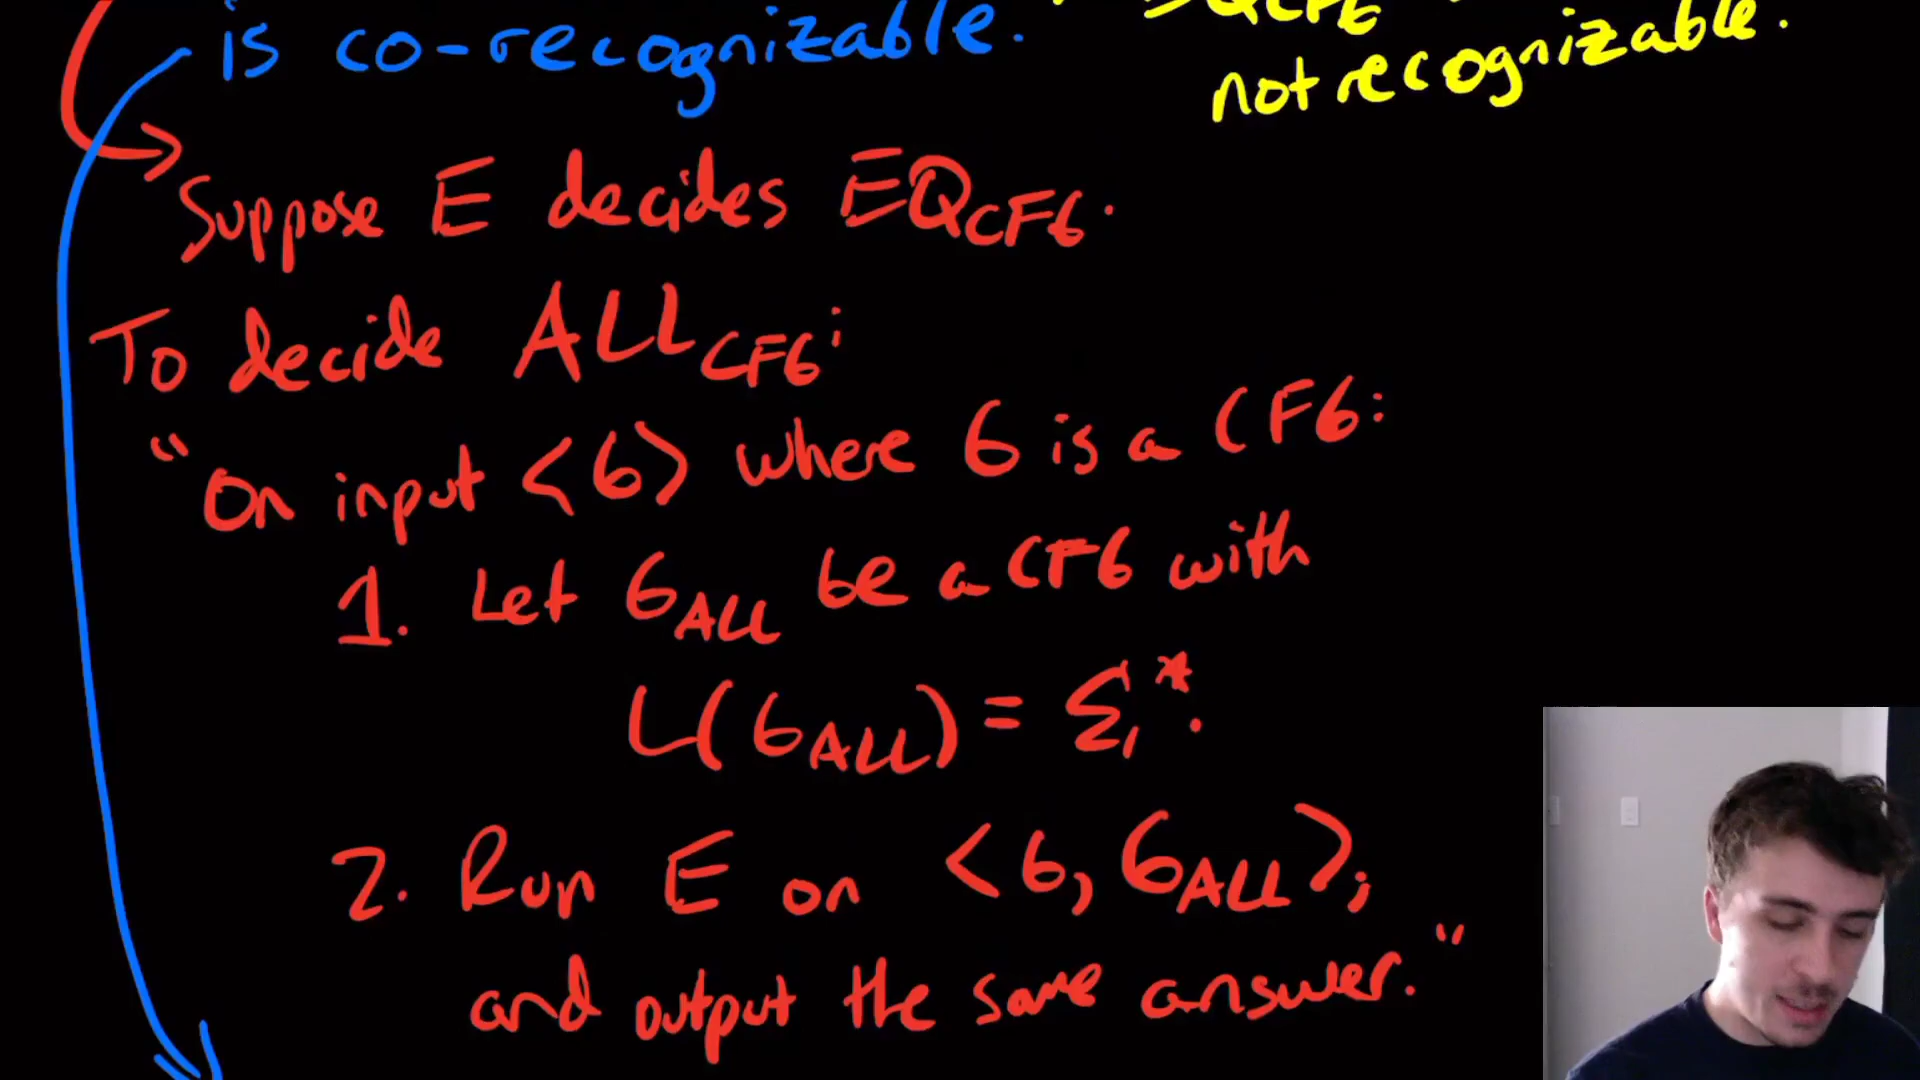 is co-recognizable.
EQCFG
not recognizable.
Suppose E decides EQCFG.
To decide ALLCFG:
"On input <G> where G is a CFG:
1. Let GALL be a CFG with
L(GALL) = Σ*.
2. Run E on <G, GALL>,
and output the same answer."